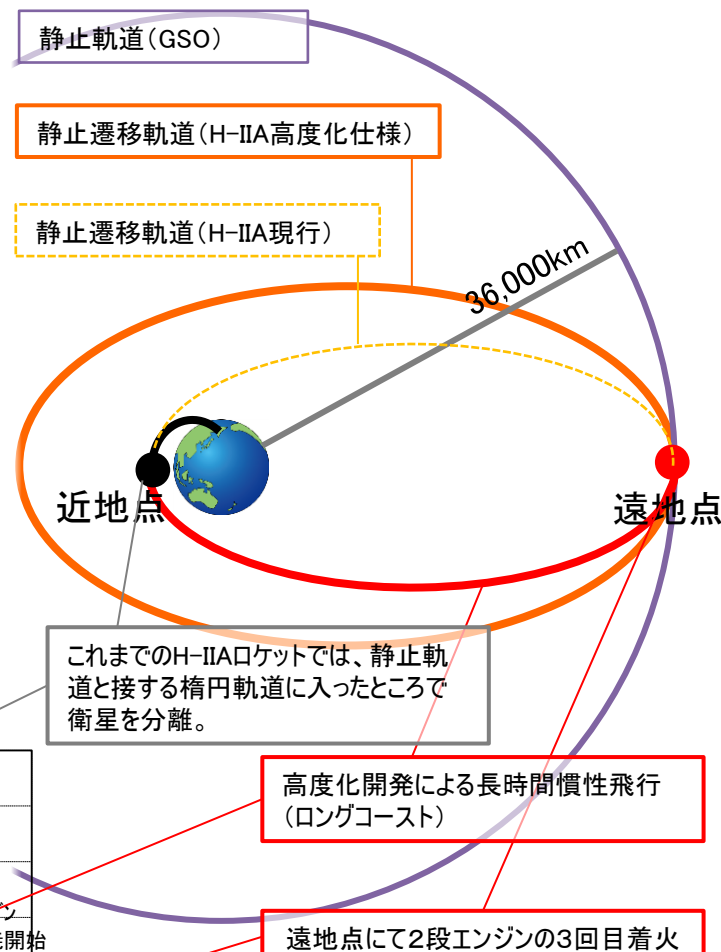 静止軌道(GSO)
静止遷移軌道(H-ⅡA高度化仕様)
静止遷移軌道(H-ⅡA現行)
36,000km
近地点
遠地点
これまでのH-ⅡAロケットでは、静止軌
道と接する楕円軌道に入ったところで
衛星を分離。
高度化開発による長時間慣性飛行
(ロングコースト)
ン
開始
遠地点にて2段エンジンの3回目着火